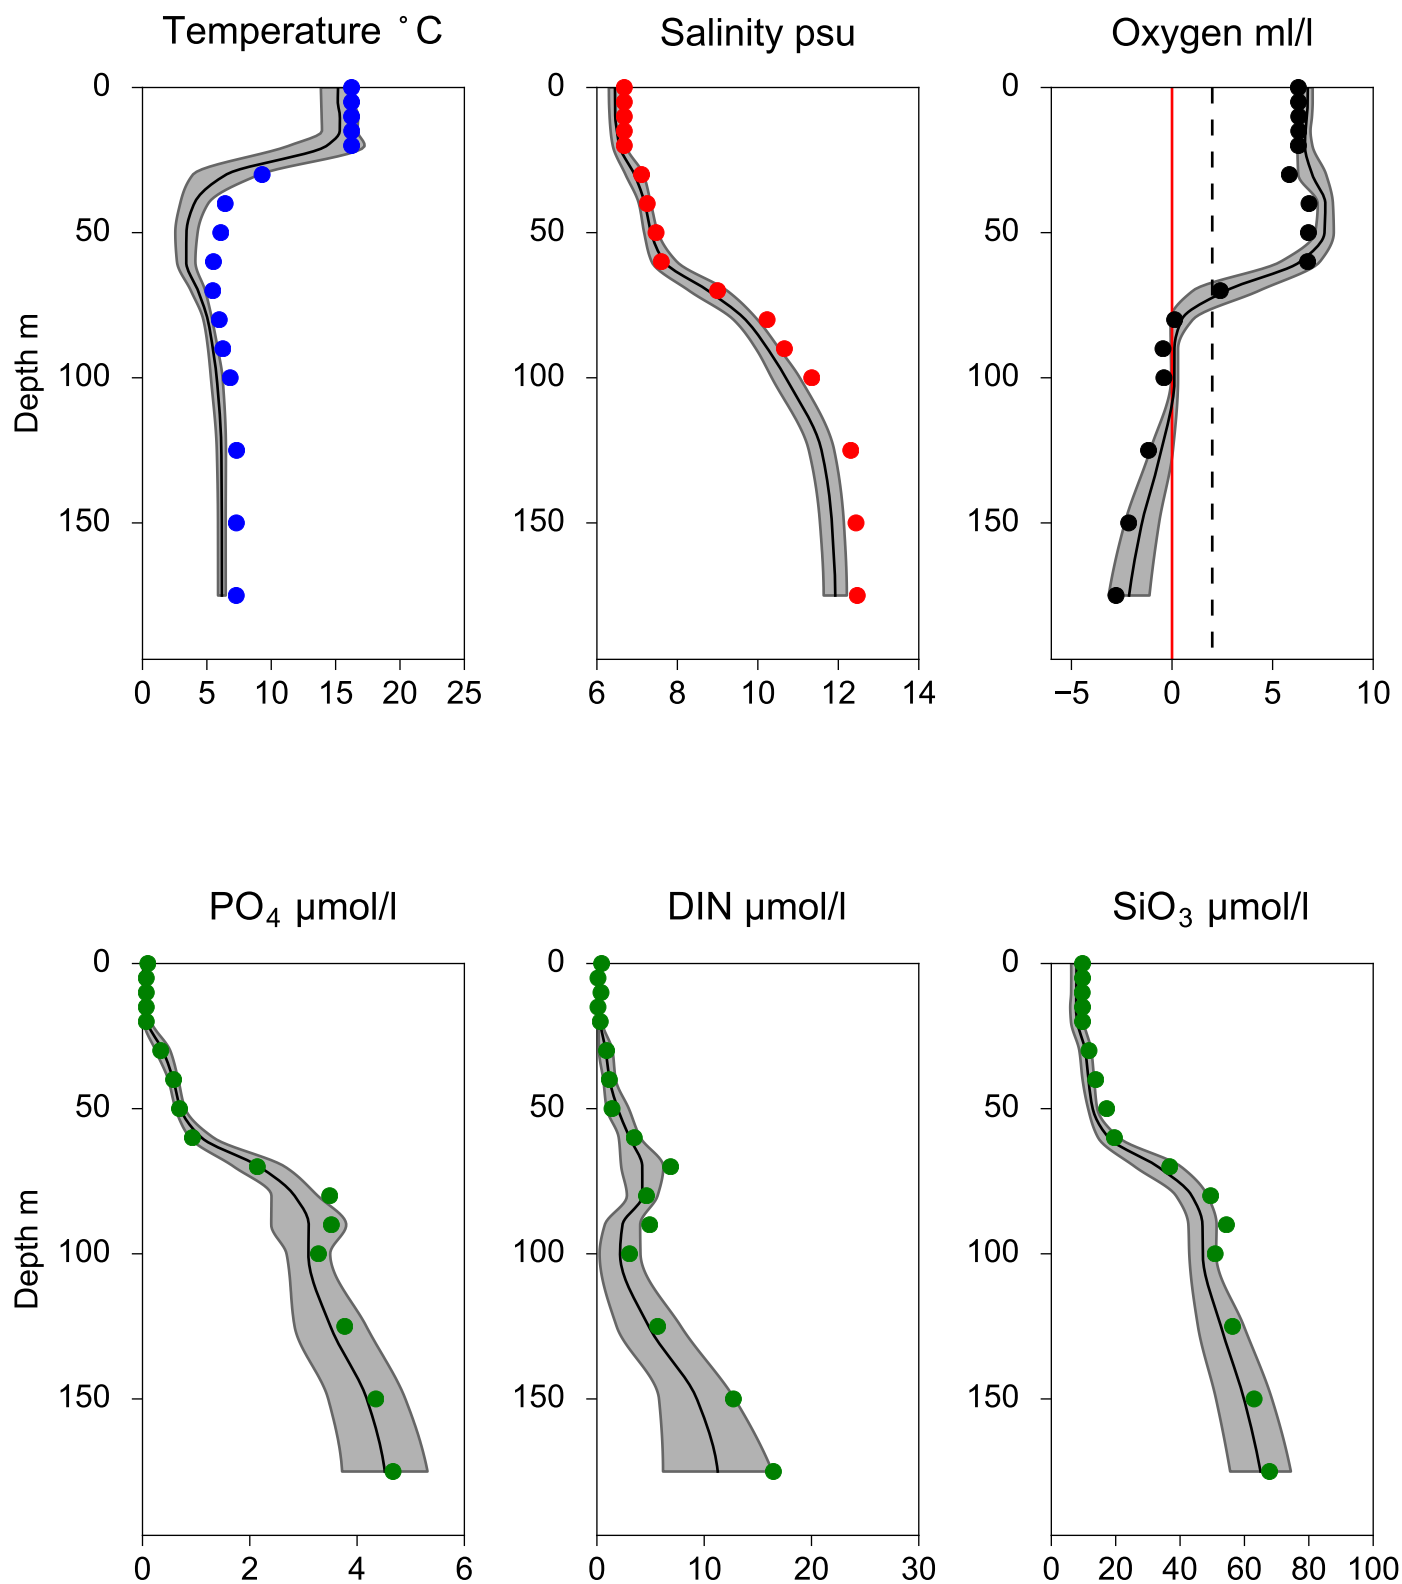 Temperature °C
Salinity psu
Oxygen ml/l
0
50
100
150
Depth m
0 5 10 15 20 25
0
50
100
150
6 8 10 12 14
0
50
100
150
−5 0 5 10
PO₄ µmol/l
DIN µmol/l
SiO₃ µmol/l
0
50
100
150
Depth m
0 2 4 6
0
50
100
150
0 10 20 30
0
50
100
150
0 20 40 60 80 100